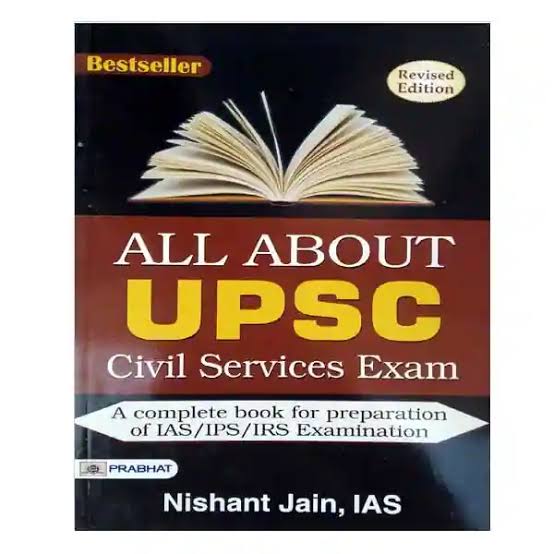 Bestseller
Revised
Edition
ALL ABOUT
UPSC
Civil Services Exam
A complete book for preparation
of IAS/IPS/IRS Examination
PRABHAT
Nishant Jain, IAS